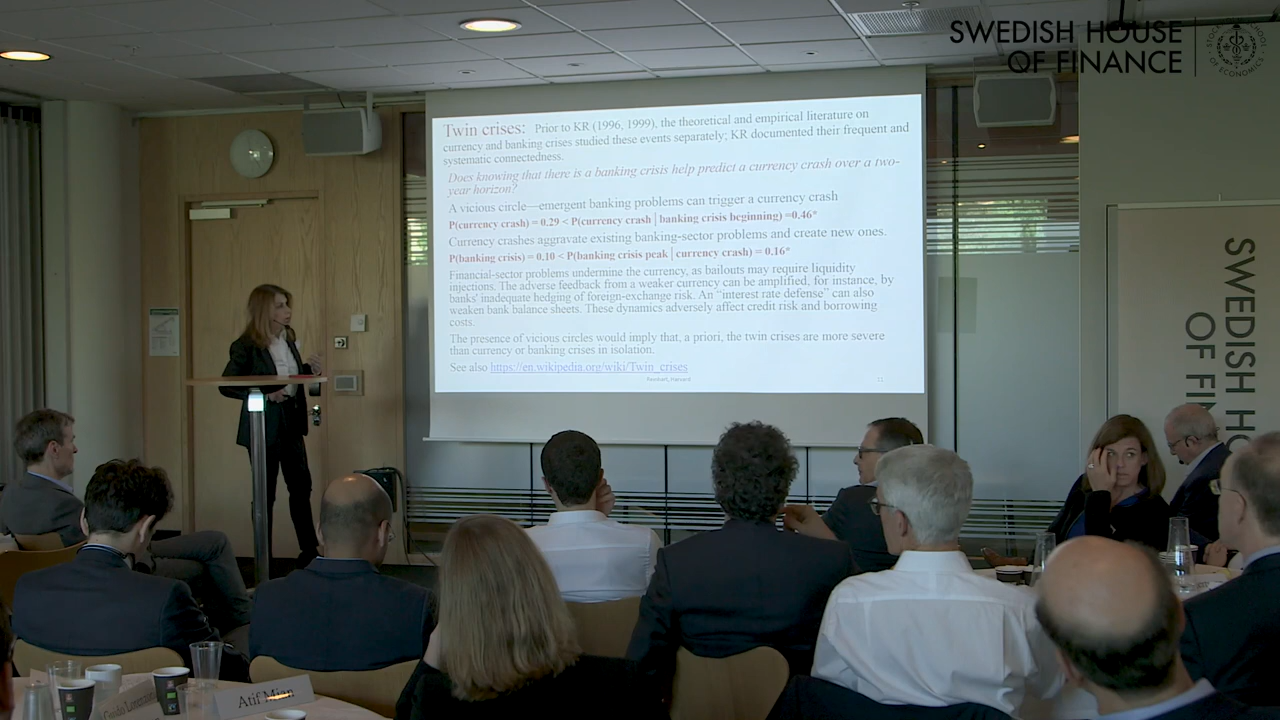 SWEDISH HOUSE
OF FINANCE
Twin crises: Prior to KR (1996, 1999), the theoretical and empirical literature on
currency and banking crises studied these events separately; KR documented their frequent and
systematic connectedness.
Does knowing that there is a banking crisis help predict a currency crash over a two-
year horizon?
A vicious circle—emergent banking problems can trigger a currency crash
P(currency crash) = 0.29 < P(currency crash | banking crisis beginning) =0.46*
Currency crashes aggravate existing banking-sector problems and create new ones.
P(banking crisis) = 0.10 < P(banking crisis peak | currency crash) = 0.16*
Financial-sector problems undermine the currency, as bailouts may require liquidity
injections. The adverse feedback from a weaker currency can be amplified, for instance, by
banks' inadequate hedging of foreign-exchange risk. An "interest rate defense" can also
weaken bank balance sheets. These dynamics adversely affect credit risk and borrowing
costs.
The presence of vicious circles would imply that, a priori, the twin crises are more severe
than currency of banking crises in isolation.
See also https://en.wikipedia.org/wiki/Twin_crises
Reinhart, Harvard
SWEDISH HO
OF FIN
Atif Mian